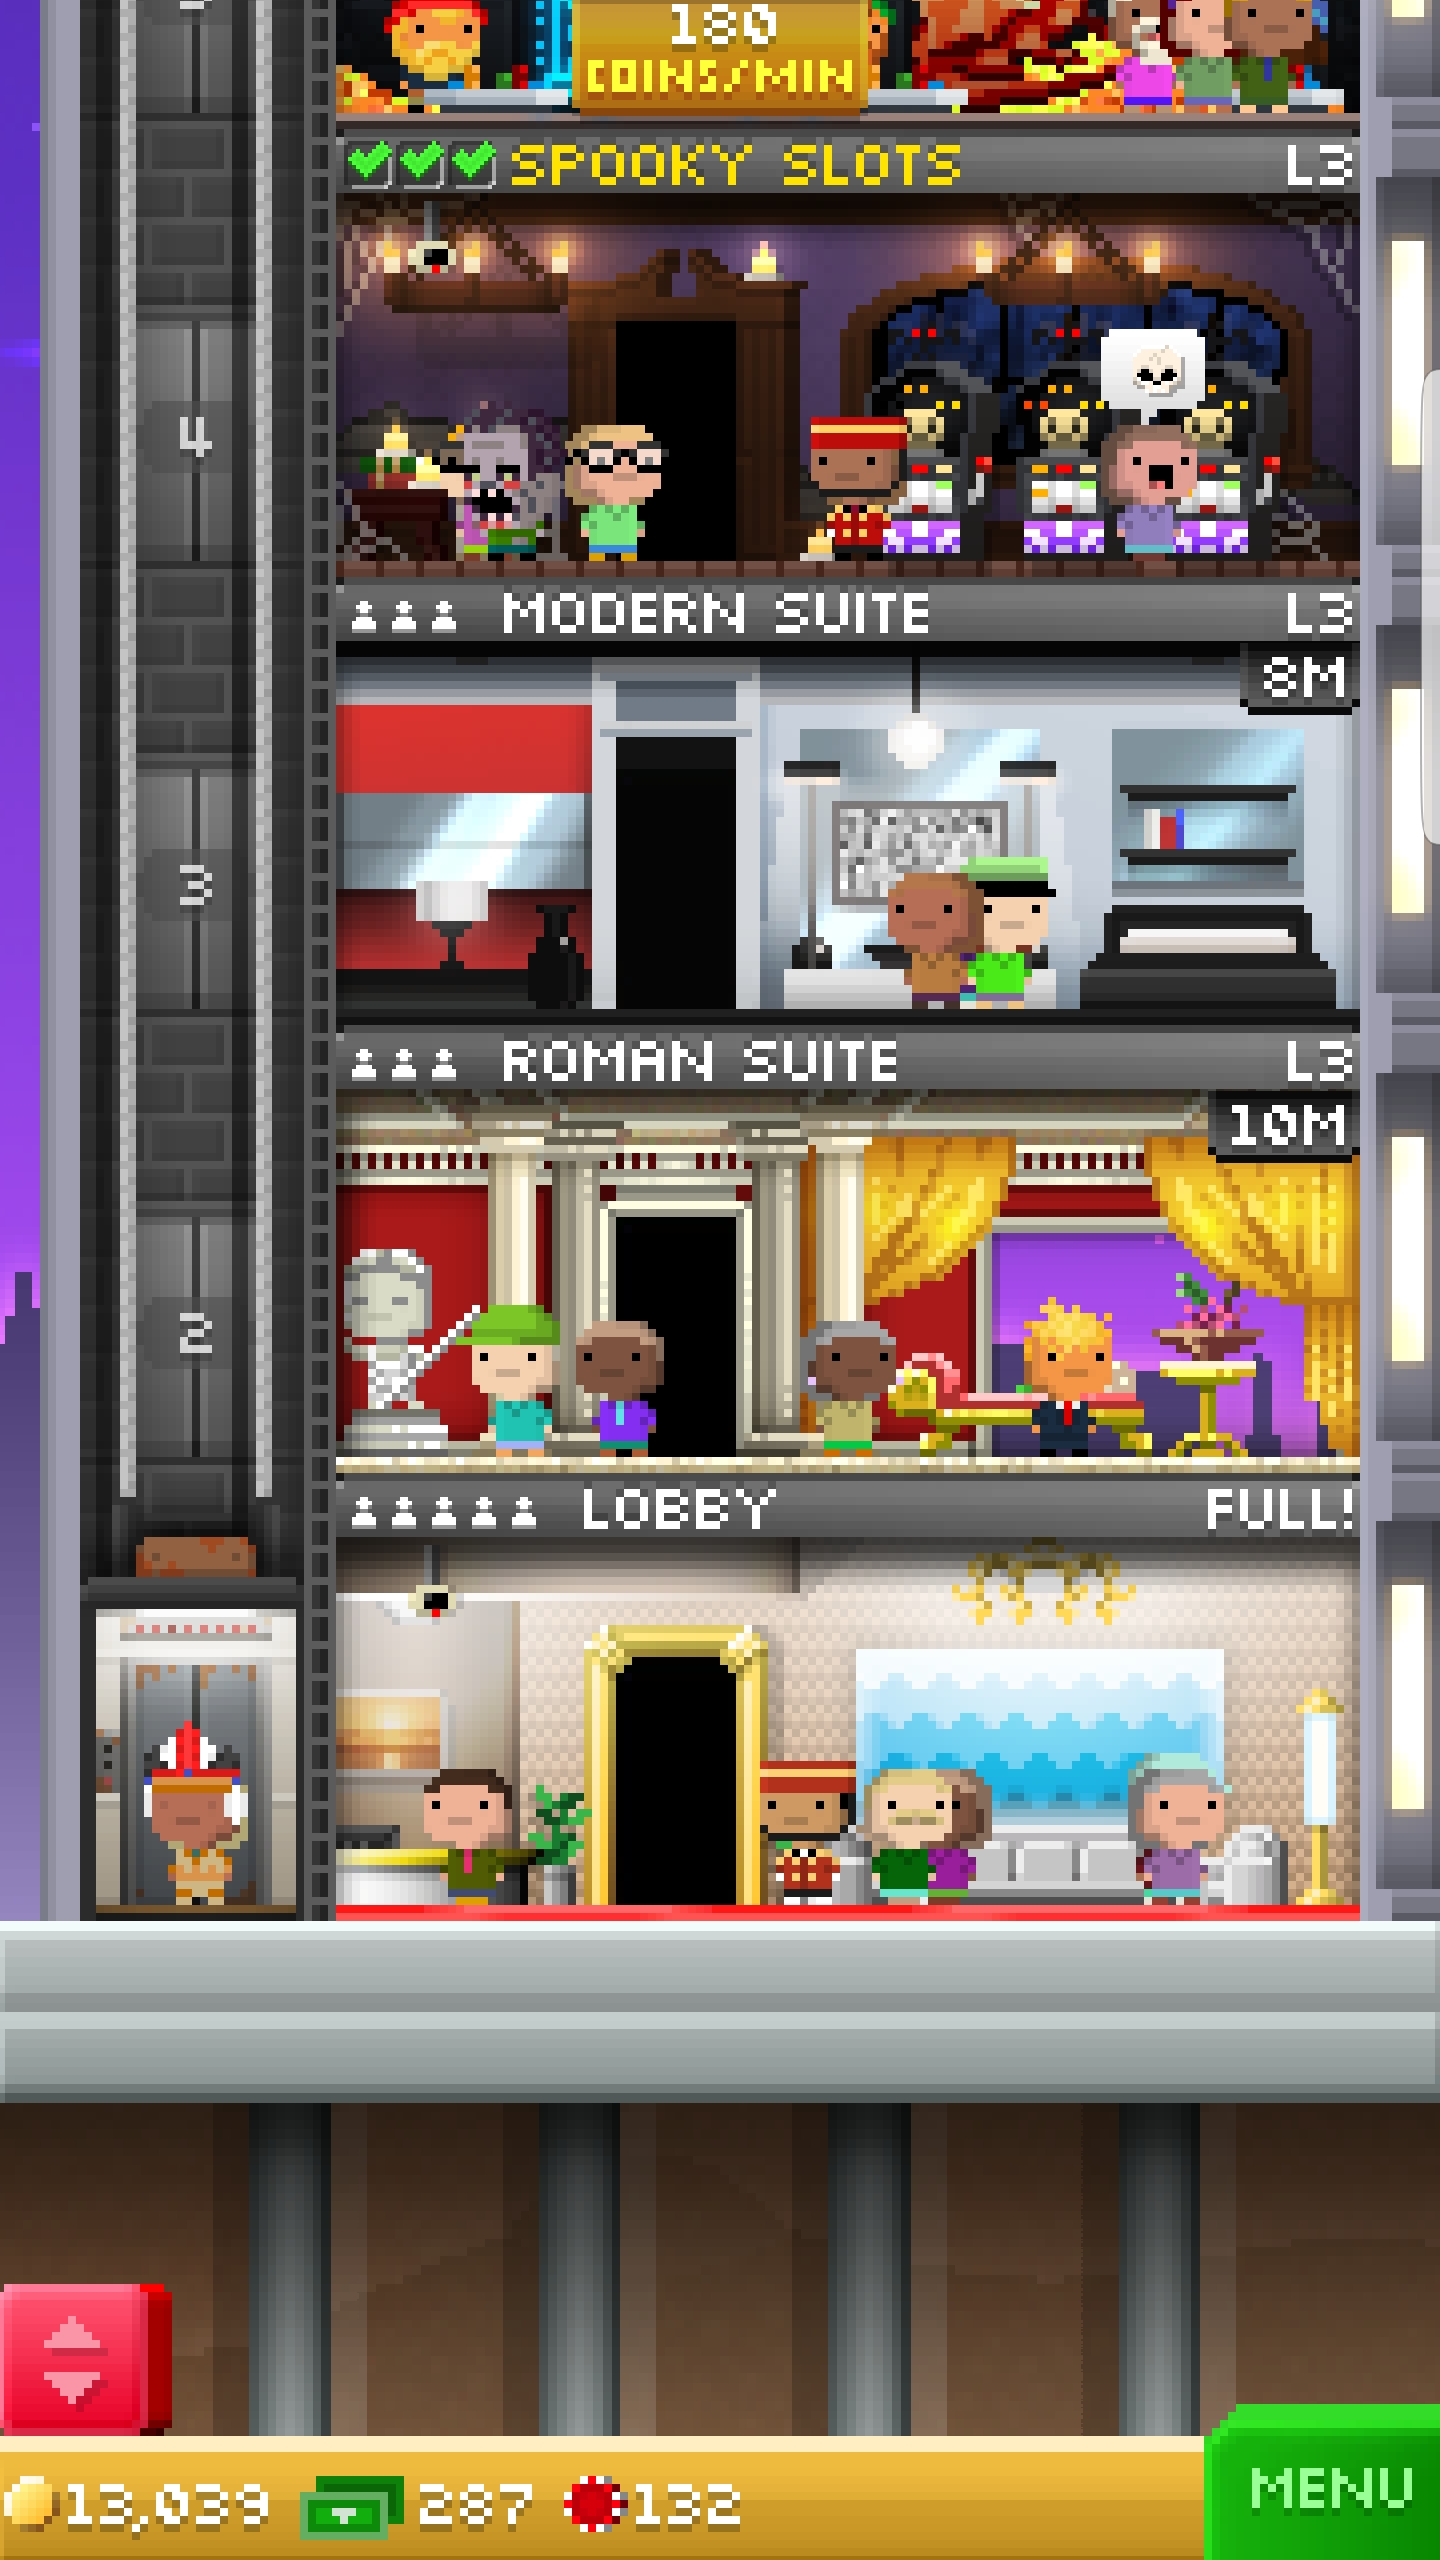 180
COINS/MIN
SPOOKY SLOTS L3
4
MODERN SUITE L3
8M
3
ROMAN SUITE L3
10M
2
LOBBY FULL!
13,039 287 132
MENU